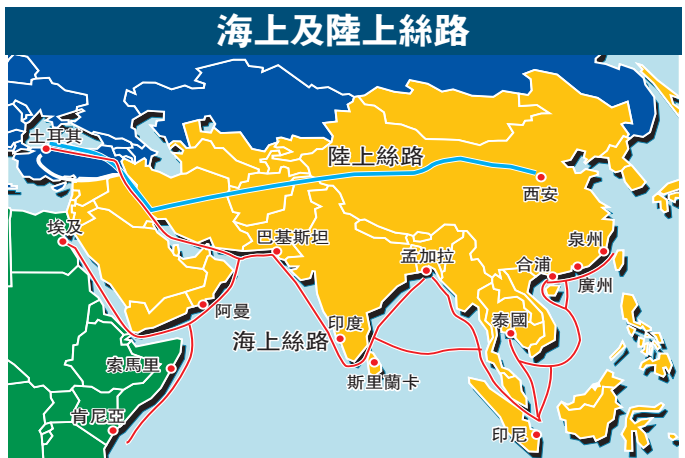 海上及陸上絲路
土耳其
陸上絲路
西安
埃及
巴基斯坦
孟加拉
泉州
合浦
廣州
阿曼
印度
泰國
海上絲路
索馬里
斯里蘭卡
肯尼亞
印尼